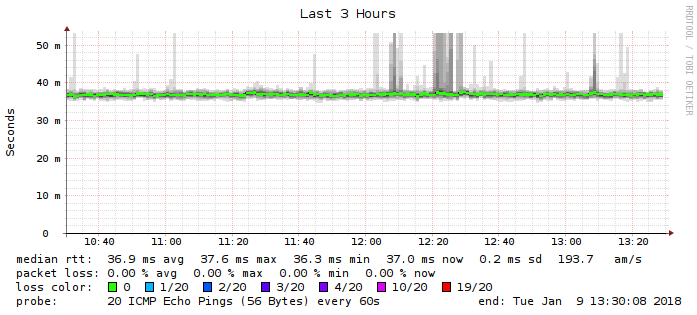 Last 3 Hours
RRDTOOL / TOBI OETIKER
Seconds
50 m
40 m
30 m
20 m
10 m
0
10:40 11:00 11:20 11:40 12:00 12:20 12:40 13:00 13:20
median rtt: 36.9 ms avg 37.6 ms max 36.3 ms min 37.0 ms now 0.2 ms sd 193.7 am/s
packet loss: 0.00 % avg 0.00 % max 0.00 % min 0.00 % now
loss color: 0 1/20 2/20 3/20 4/20 10/20 19/20
probe: 20 ICMP Echo Pings (56 Bytes) every 60s end: Tue Jan 9 13:30:08 2018